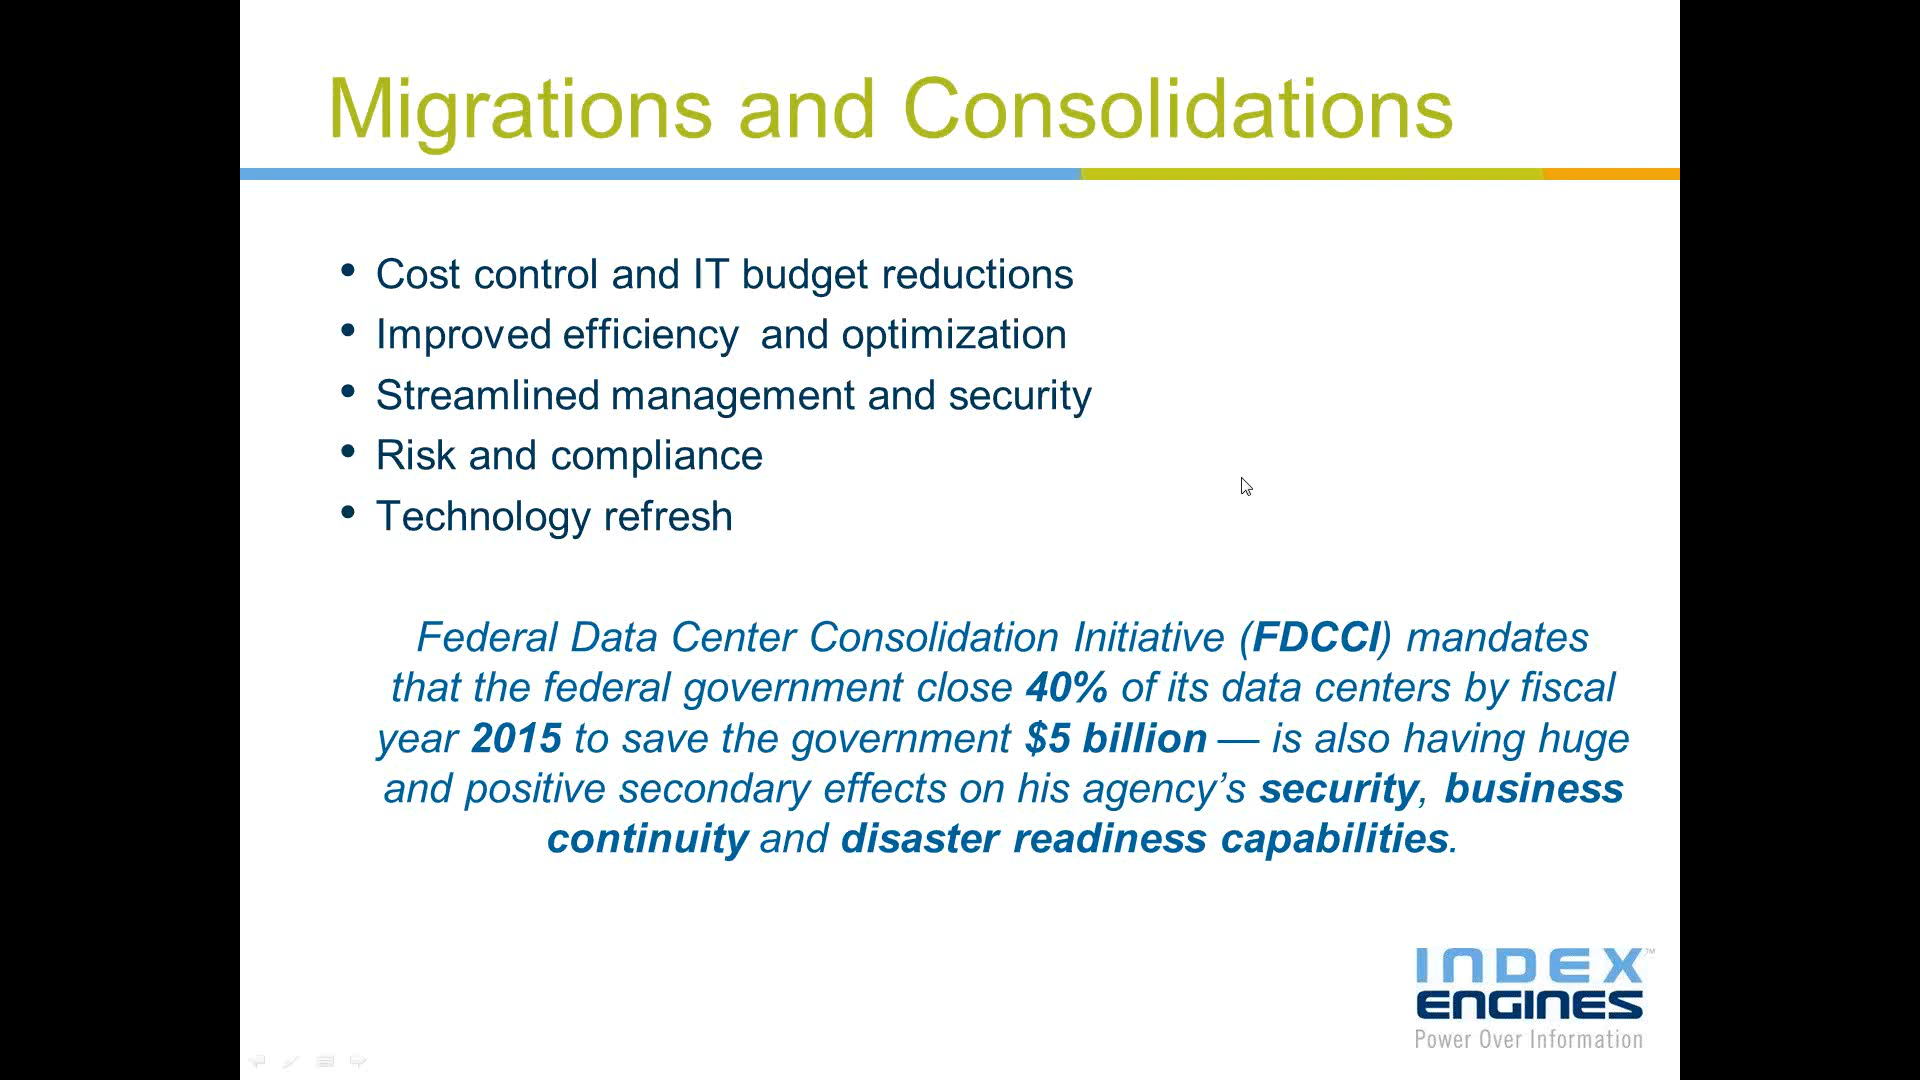 Migrations and Consolidations
• Cost control and IT budget reductions
• Improved efficiency  and optimization
• Streamlined management and security
• Risk and compliance
• Technology refresh
Federal Data Center Consolidation Initiative (FDCCI) mandates
that the federal government close 40% of its data centers by fiscal
year 2015 to save the government $5 billion — is also having huge
and positive secondary effects on his agency’s security, business
continuity and disaster readiness capabilities.
INDEX™
ENGINES
Power Over Information